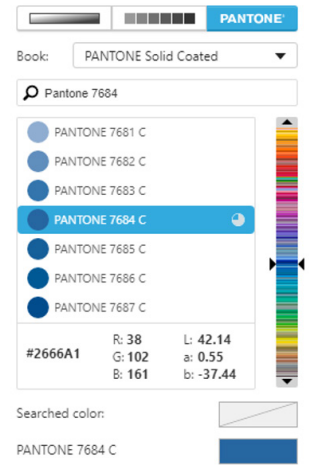 PANTONE®
Book: PANTONE Solid Coated
Pantone 7684
PANTONE 7681 C
PANTONE 7682 C
PANTONE 7683 C
PANTONE 7684 C
PANTONE 7685 C
PANTONE 7686 C
PANTONE 7687 C
R: 38 L: 42.14
#2666A1 G: 102 a: 0.55
B: 161 b: -37.44
Searched color:
PANTONE 7684 C